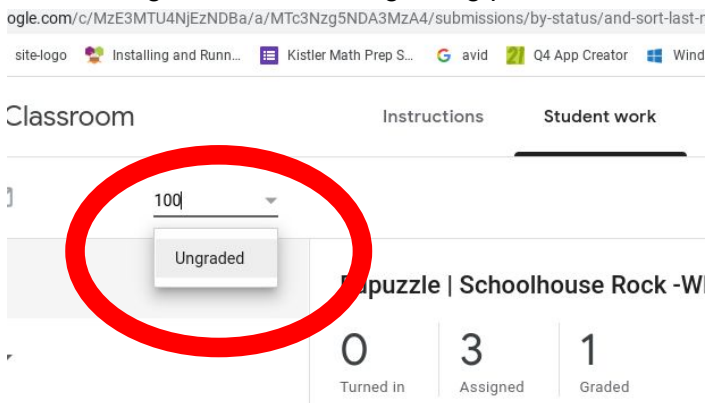 ogle.com/c/MzE3MTU4NjEzNDBa/a/MTc3Nzg5NDA3MzA4/submissions/by-status/and-sort-last-
site-logo Installing and Runn... Kistler Math Prep S... G avid 21 Q4 App Creator Wind
Classroom Instructions Student work
100
Ungraded
puzzle | Schoolhouse Rock -W
0 3 1
Turned in Assigned Graded